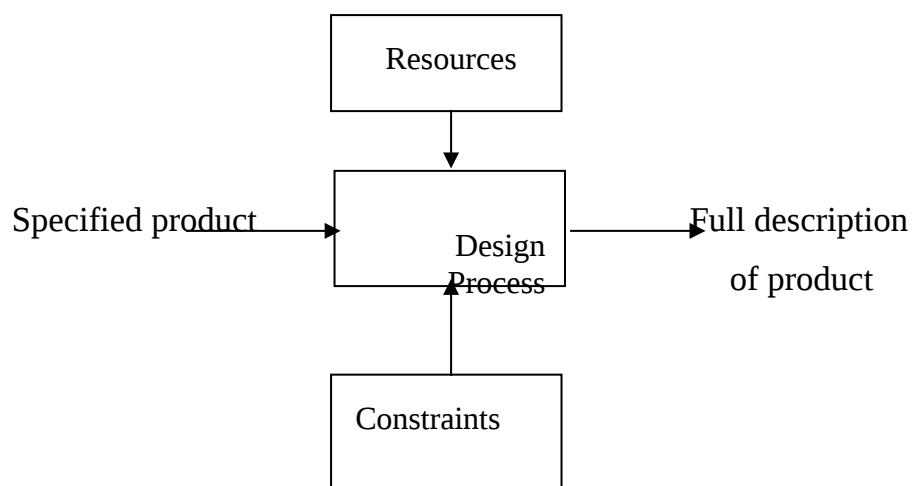 Resources
Specified product
Design
Process
Full description
of product
Constraints